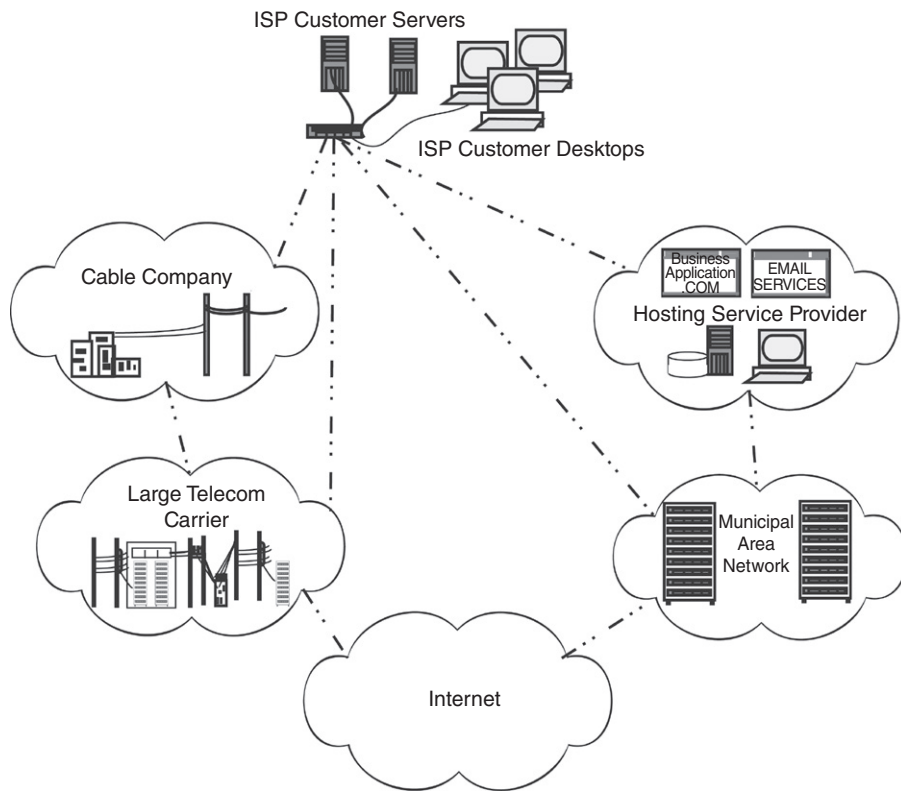 ISP Customer Servers
ISP Customer Desktops
Cable Company
Business
Application
.COM
EMAIL
SERVICES
Hosting Service Provider
Large Telecom
Carrier
Municipal
Area
Network
Internet